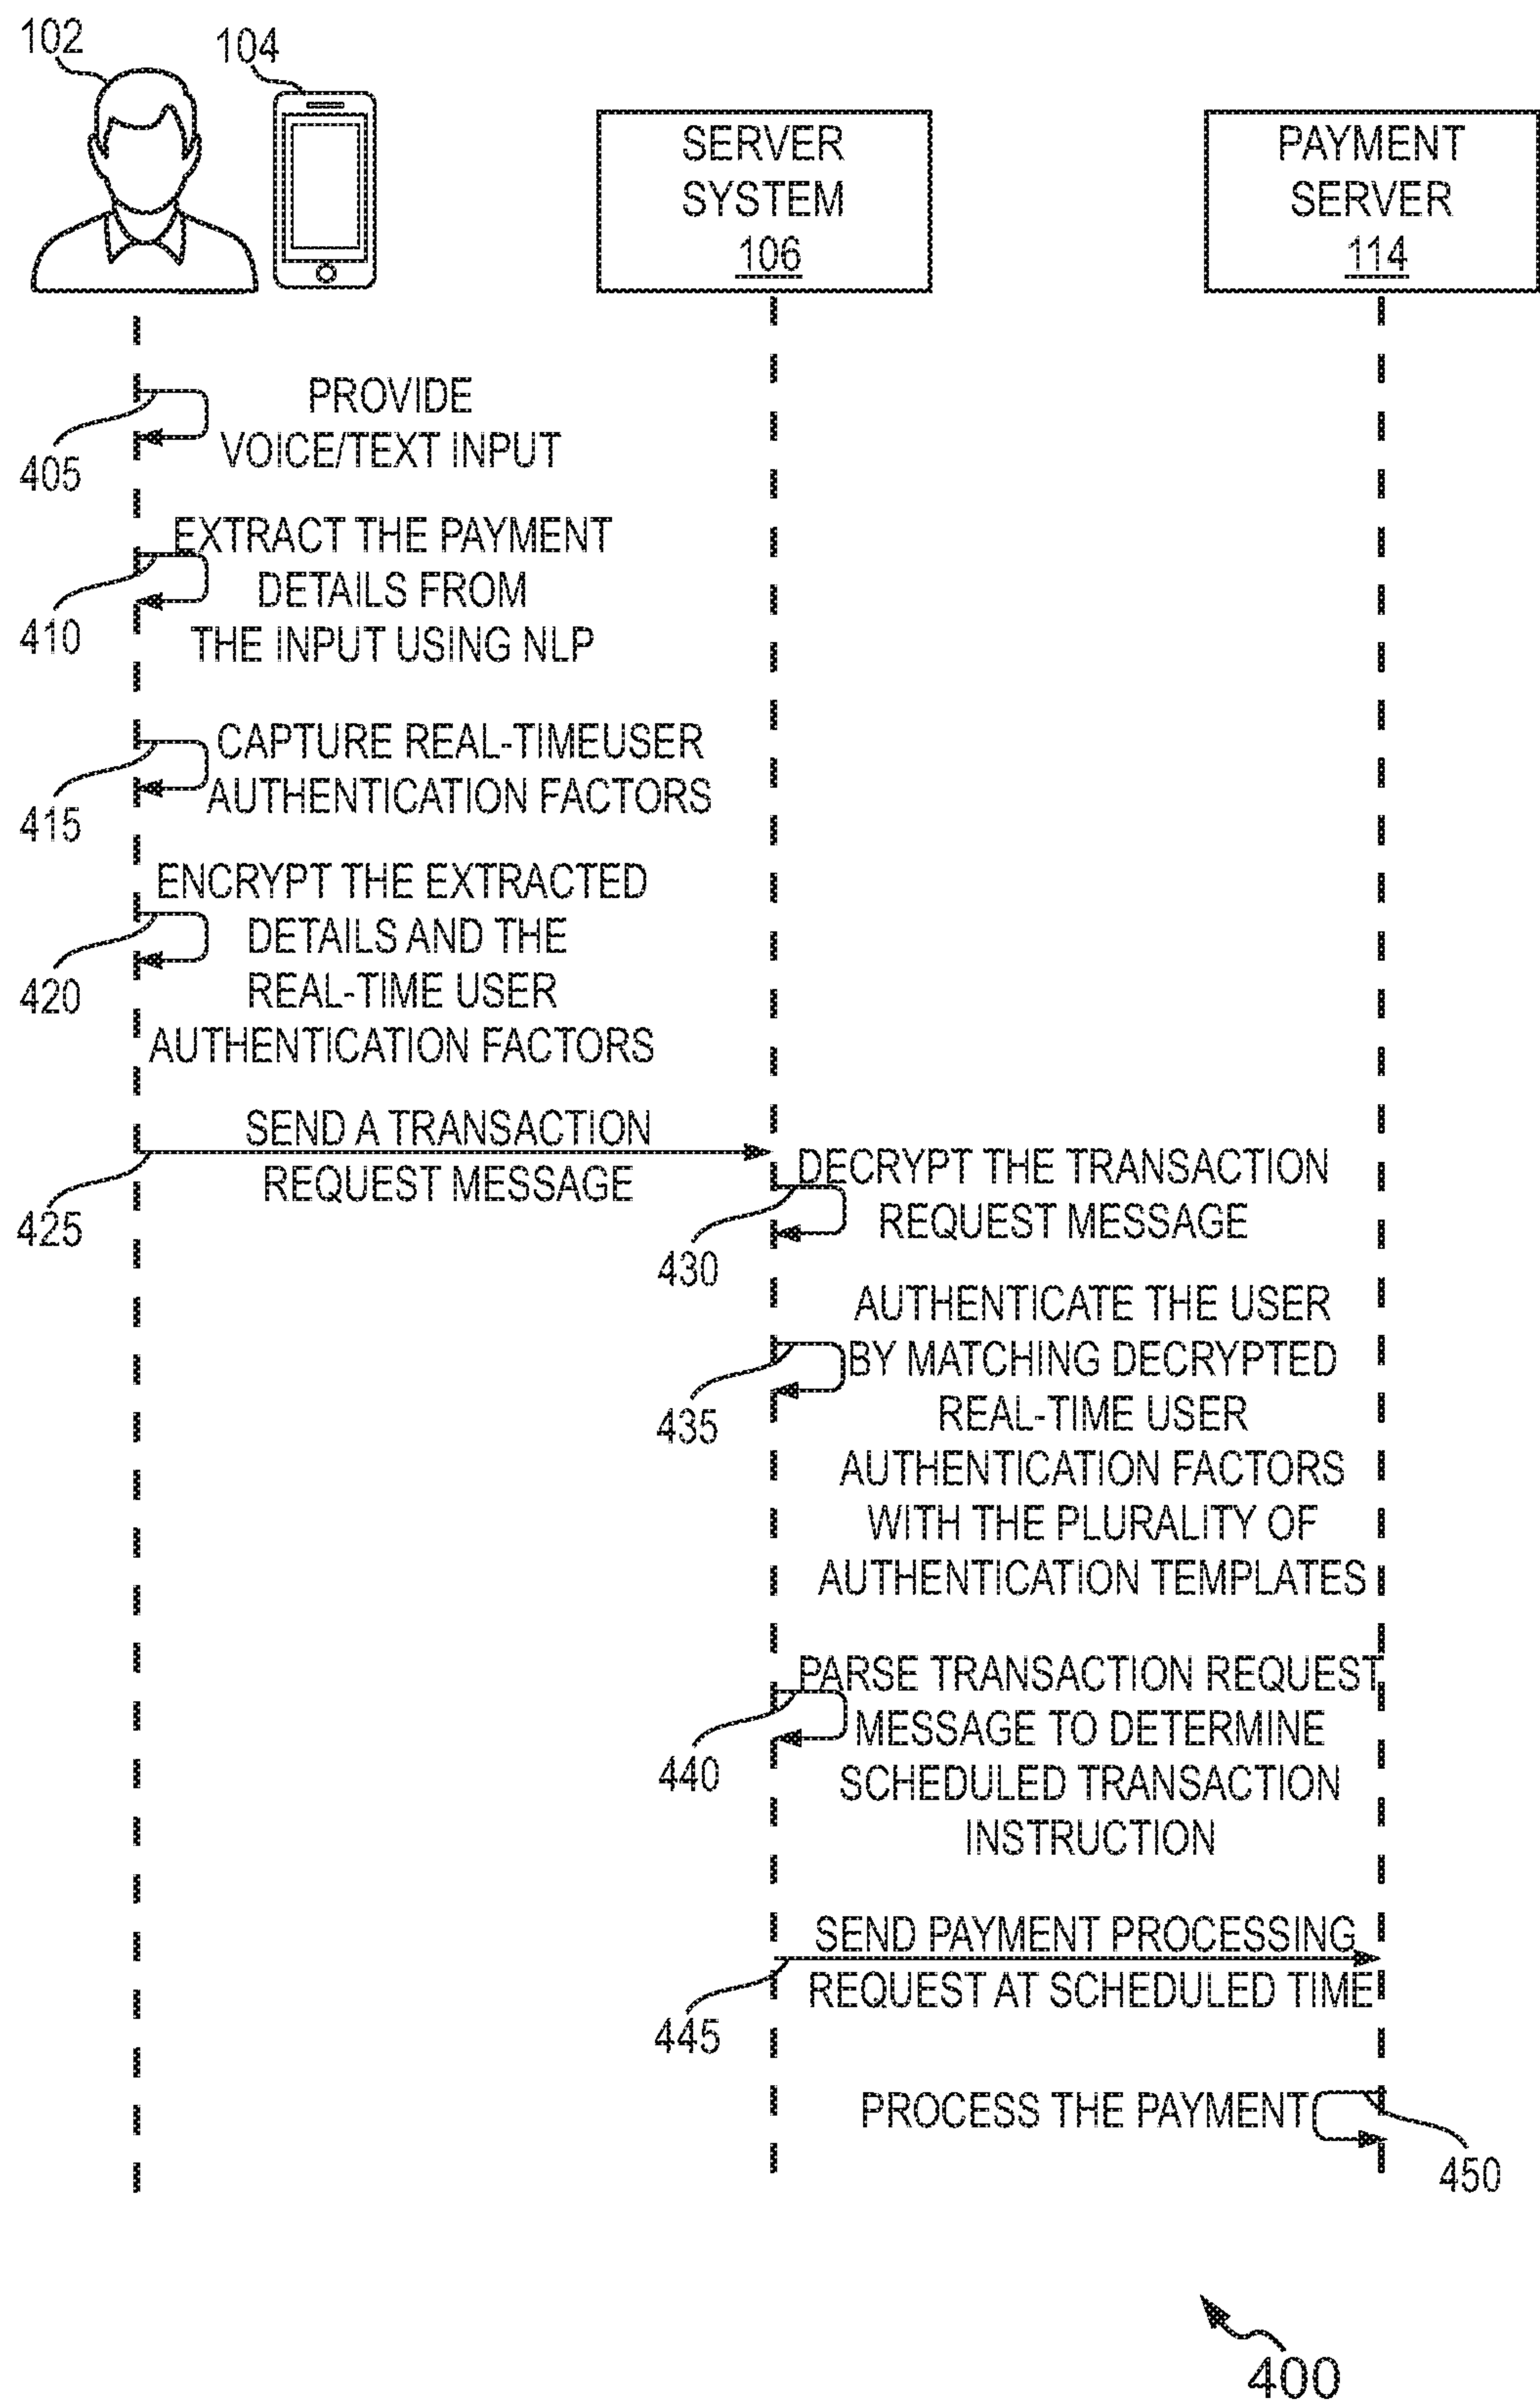 102
104
SERVER
SYSTEM
106
PAYMENT
SERVER
114
PROVIDE
VOICE/TEXT INPUT
405
EXTRACT THE PAYMENT
DETAILS FROM
THE INPUT USING NLP
410
CAPTURE REAL-TIMEUSER
AUTHENTICATION FACTORS
415
ENCRYPT THE EXTRACTED
DETAILS AND THE
REAL-TIME USER
AUTHENTICATION FACTORS
420
SEND A TRANSACTION
REQUEST MESSAGE
425
DECRYPT THE TRANSACTION
REQUEST MESSAGE
430
AUTHENTICATE THE USER
BY MATCHING DECRYPTED
REAL-TIME USER
AUTHENTICATION FACTORS
WITH THE PLURALITY OF
AUTHENTICATION TEMPLATES
435
PARSE TRANSACTION REQUEST
MESSAGE TO DETERMINE
SCHEDULED TRANSACTION
INSTRUCTION
440
SEND PAYMENT PROCESSING
REQUEST AT SCHEDULED TIME
445
PROCESS THE PAYMENT
450
400